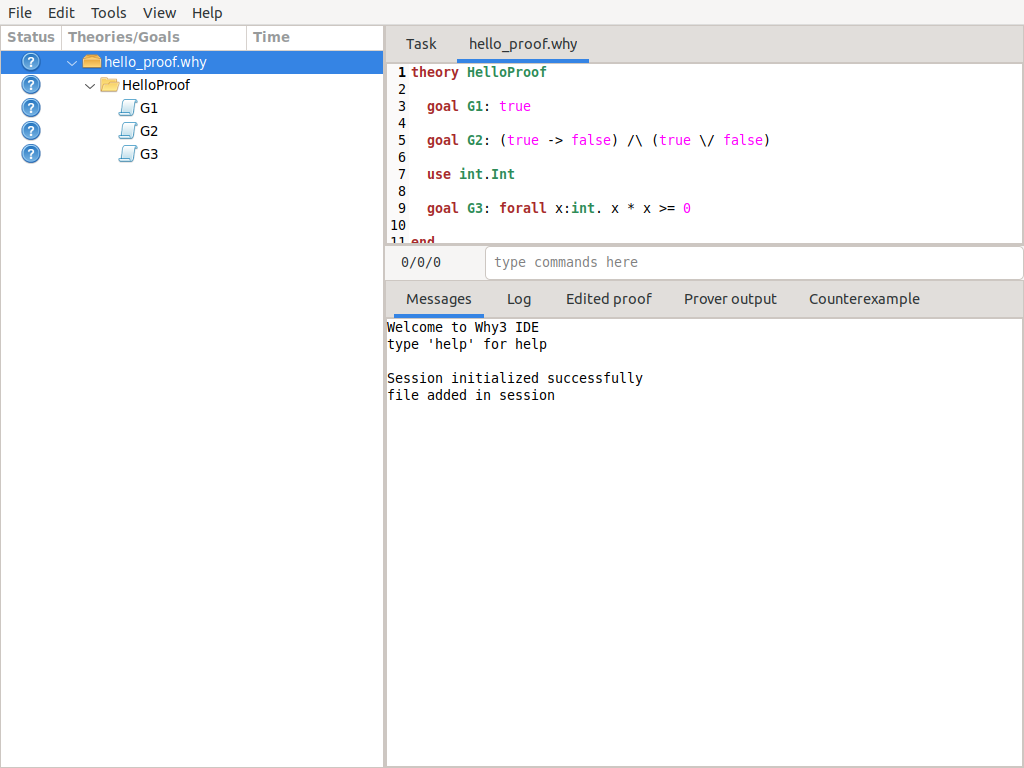 File Edit Tools View Help
Status Theories/Goals Time
hello_proof.why
HelloProof
G1
G2
G3
Task hello_proof.why
1 theory HelloProof
2
3 goal G1: true
4
5 goal G2: (true -> false) /\ (true \/ false)
6
7 use int.Int
8
9 goal G3: forall x:int. x * x >= 0
10
11 end
0/0/0 type commands here
Messages Log Edited proof Prover output Counterexample
Welcome to Why3 IDE
type 'help' for help
Session initialized successfully
file added in session